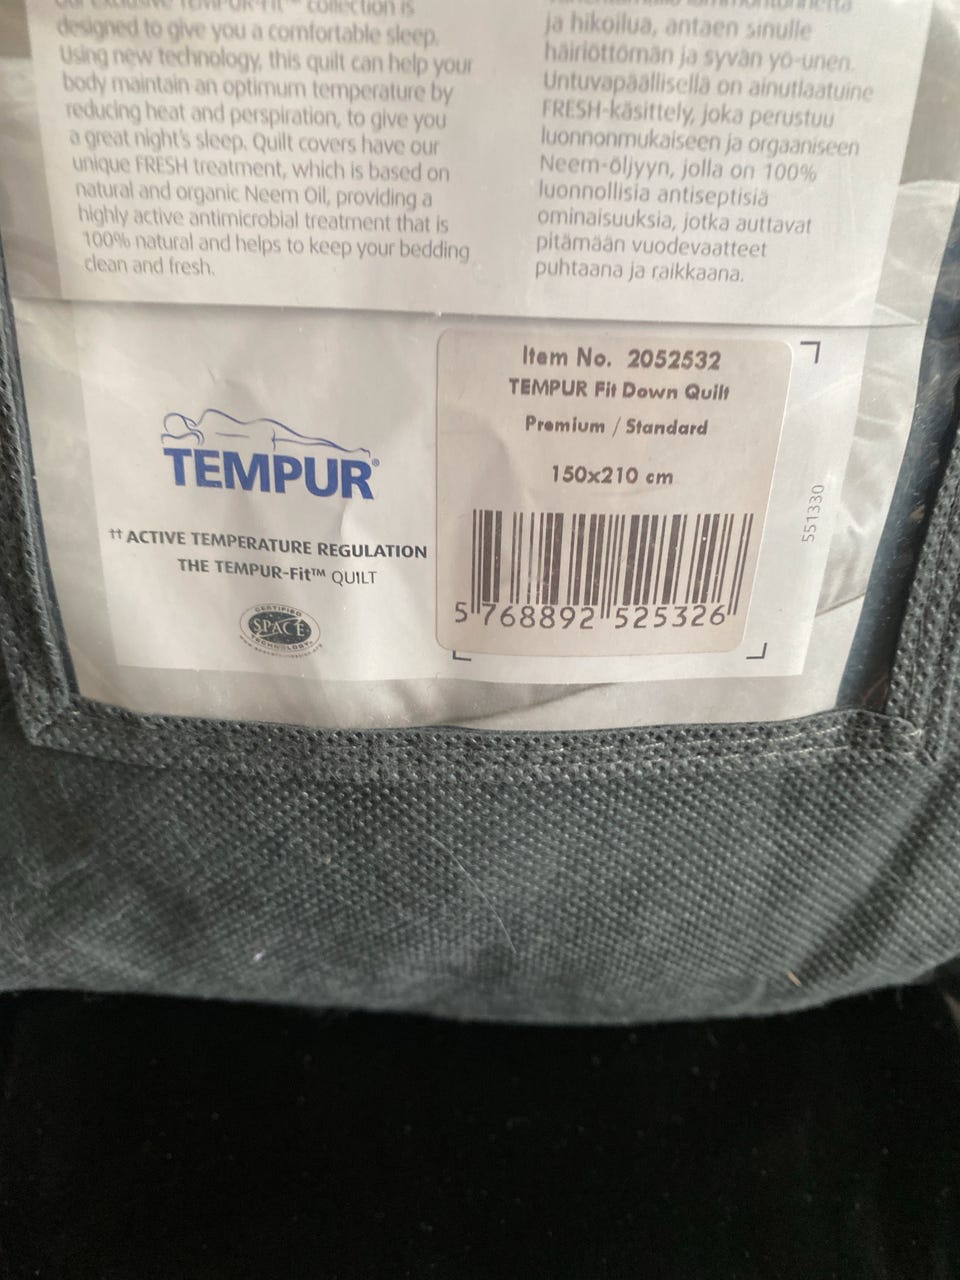 collection is
designed to give you a comfortable sleep.
Using new technology, this quilt can help your
body maintain an optimum temperature by
reducing heat and perspiration, to give you
a great night's sleep. Quilt covers have our
unique FRESH treatment, which is based on
natural and organic Neem Oil, providing a
highly active antimicrobial treatment that is
100% natural and helps to keep your bedding
clean and fresh.
ja hikoilua, antaen sinulle
häiriöttömän ja syvän yö-unen.
Untuvapäällisellä on ainutlaatuine
FRESH-käsittely, joka perustuu
luonnonmukaiseen ja orgaaniseen
Neem-öljyyn, jolla on 100%
luonnollisia antiseptisiä
ominaisuuksia, jotka auttavat
pitämään vuodevaatteet
puhtaana ja raikkaana.
TEMPUR®
†† ACTIVE TEMPERATURE REGULATION
THE TEMPUR-Fit™ QUILT
CERTIFIED
SPACE
TECHNOLOGY
Item No. 2052532
TEMPUR Fit Down Quilt
Premium / Standard
150x210 cm
5 768892 525326
551330